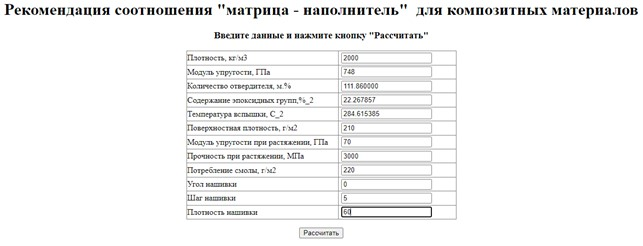 Рекомендация соотношения "матрица - наполнитель" для композитных материалов
Введите данные и нажмите кнопку "Рассчитать"
Плотность, кг/м3 2000
Модуль упругости, ГПа 748
Количество отвердителя, м.% 111.860000
Содержание эпоксидных групп,%_2 22.267857
Температура вспышки, С_2 284.615385
Поверхностная плотность, г/м2 210
Модуль упругости при растяжении, ГПа 70
Прочность при растяжении, МПа 3000
Потребление смолы, г/м2 220
Угол нашивки 0
Шаг нашивки 5
Плотность нашивки 60
Рассчитать